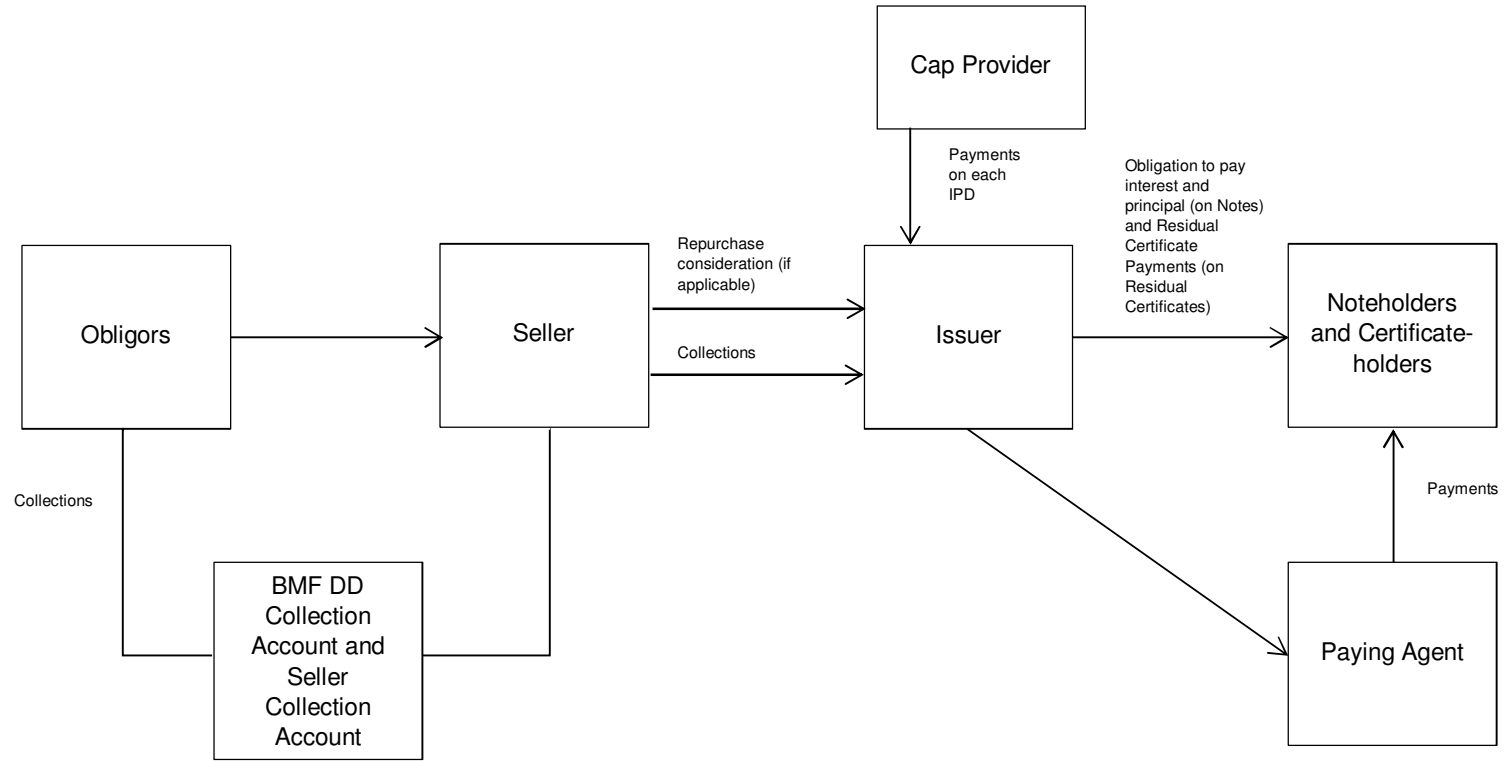 Cap Provider
Payments
on each
IPD
Obligation to pay
interest and
principal (on Notes)
and Residual
Certificate
Payments (on
Residual
Certificates)
Repurchase
consideration (if
applicable)
Obligors
Seller
Collections
Issuer
Noteholders
and Certificate-
holders
Collections
BMF DD
Collection
Account and
Seller
Collection
Account
Payments
Paying Agent